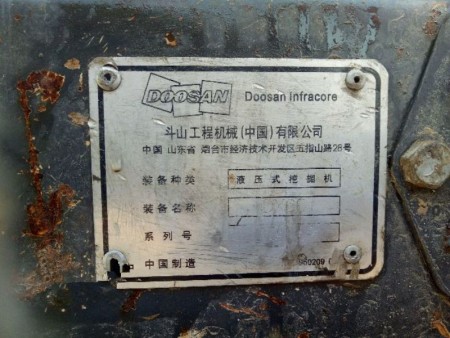 DOOSAN Doosan Infracore
斗山工程机械(中国)有限公司
中国 山东省 烟台市经济技术开发区五指山路28号
装备种类 液压式挖掘机
装备名称
系列号
中国制造